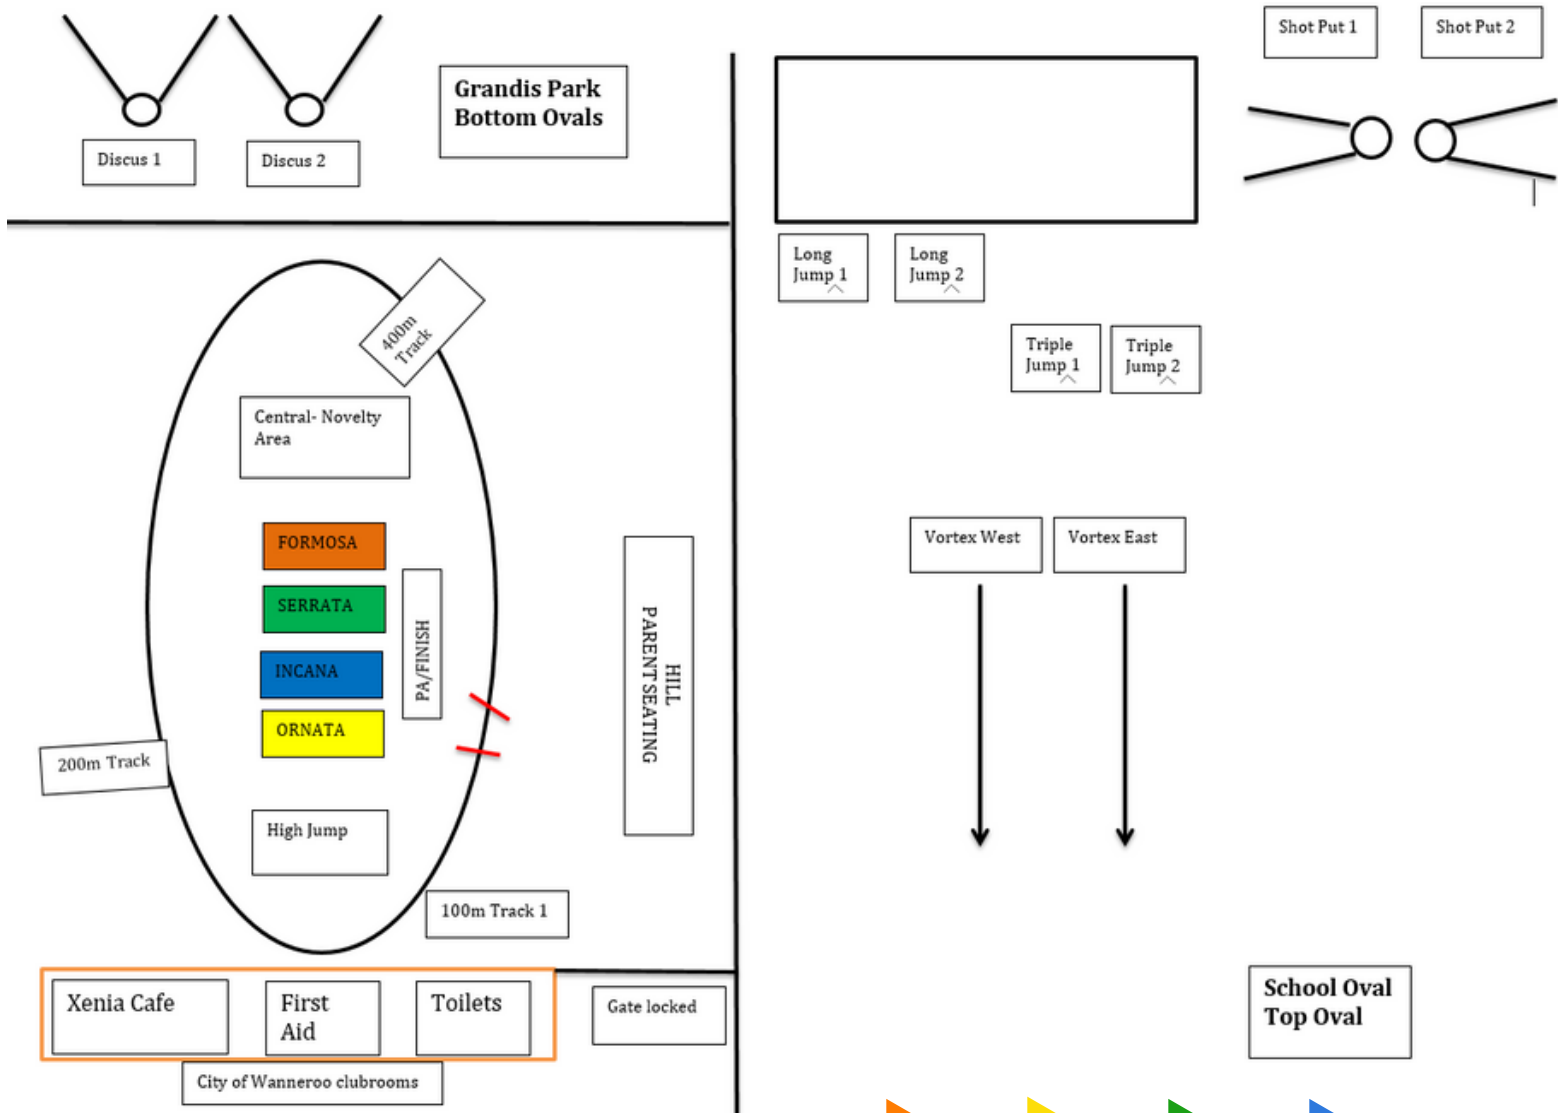 Shot Put 1
Shot Put 2
Grandis Park
Bottom Ovals
Discus 1
Discus 2
Long
Jump 1
Long
Jump 2
Triple
Jump 1
Triple
Jump 2
400m
Track
Central- Novelty
Area
FORMOSA
SERRATA
INCANA
ORNATA
PA/FINISH
HILL
PARENT SEATING
Vortex West
Vortex East
200m Track
High Jump
100m Track 1
Xenia Cafe
First
Aid
Toilets
Gate locked
City of Wanneroo clubrooms
School Oval
Top Oval